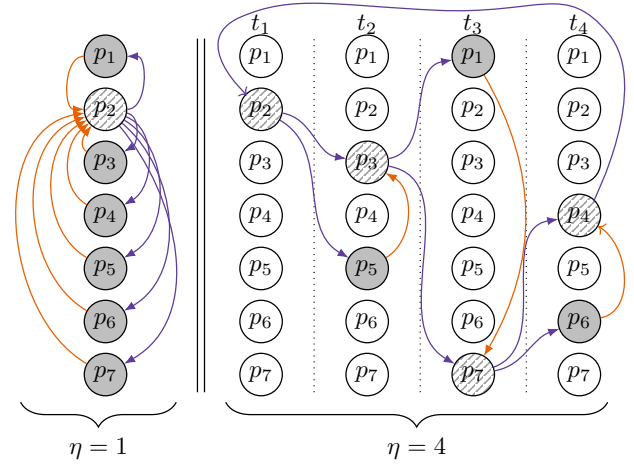 t₁ t₂ t₃ t₄
p₁ p₁ p₁ p₁ p₁
p₂ p₂ p₂ p₂ p₂
p₃ p₃ p₃ p₃ p₃
p₄ p₄ p₄ p₄ p₄
p₅ p₅ p₅ p₅ p₅
p₆ p₆ p₆ p₆ p₆
p₇ p₇ p₇ p₇ p₇
η = 1 η = 4